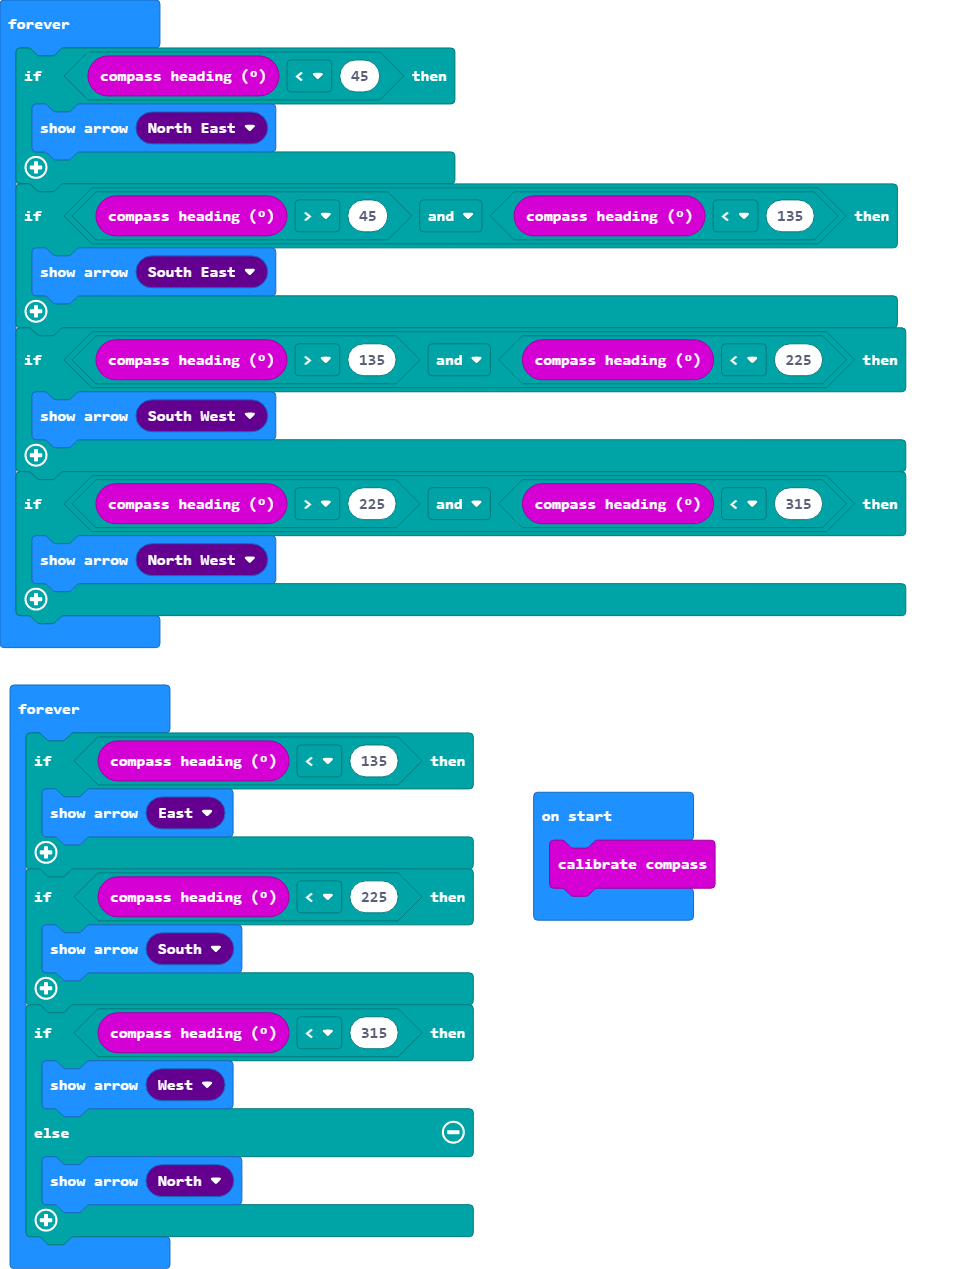 forever
if compass heading (º) < 45 then
show arrow North East
if compass heading (º) > 45 and compass heading (º) < 135 then
show arrow South East
if compass heading (º) > 135 and compass heading (º) < 225 then
show arrow South West
if compass heading (º) > 225 and compass heading (º) < 315 then
show arrow North West
forever
if compass heading (º) < 135 then
show arrow East
if compass heading (º) < 225 then
show arrow South
if compass heading (º) < 315 then
show arrow West
else
show arrow North
on start
calibrate compass